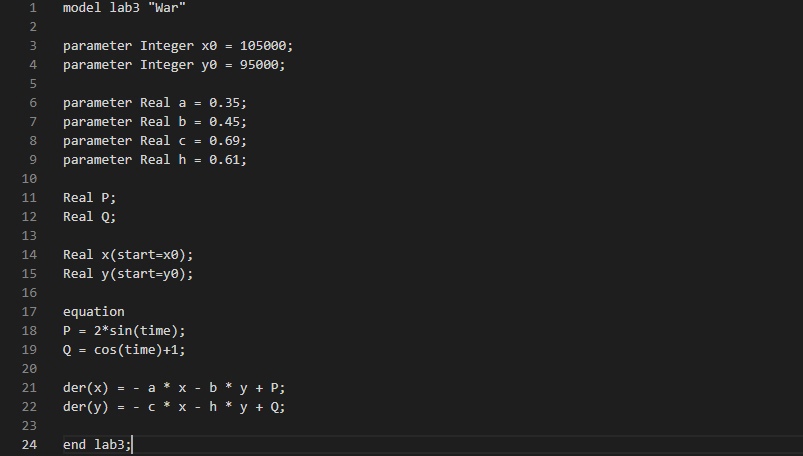 1 model lab3 "War"
2
3 parameter Integer x0 = 105000;
4 parameter Integer y0 = 95000;
5
6 parameter Real a = 0.35;
7 parameter Real b = 0.45;
8 parameter Real c = 0.69;
9 parameter Real h = 0.61;
10
11 Real P;
12 Real Q;
13
14 Real x(start=x0);
15 Real y(start=y0);
16
17 equation
18 P = 2*sin(time);
19 Q = cos(time)+1;
20
21 der(x) = - a * x - b * y + P;
22 der(y) = - c * x - h * y + Q;
23
24 end lab3;